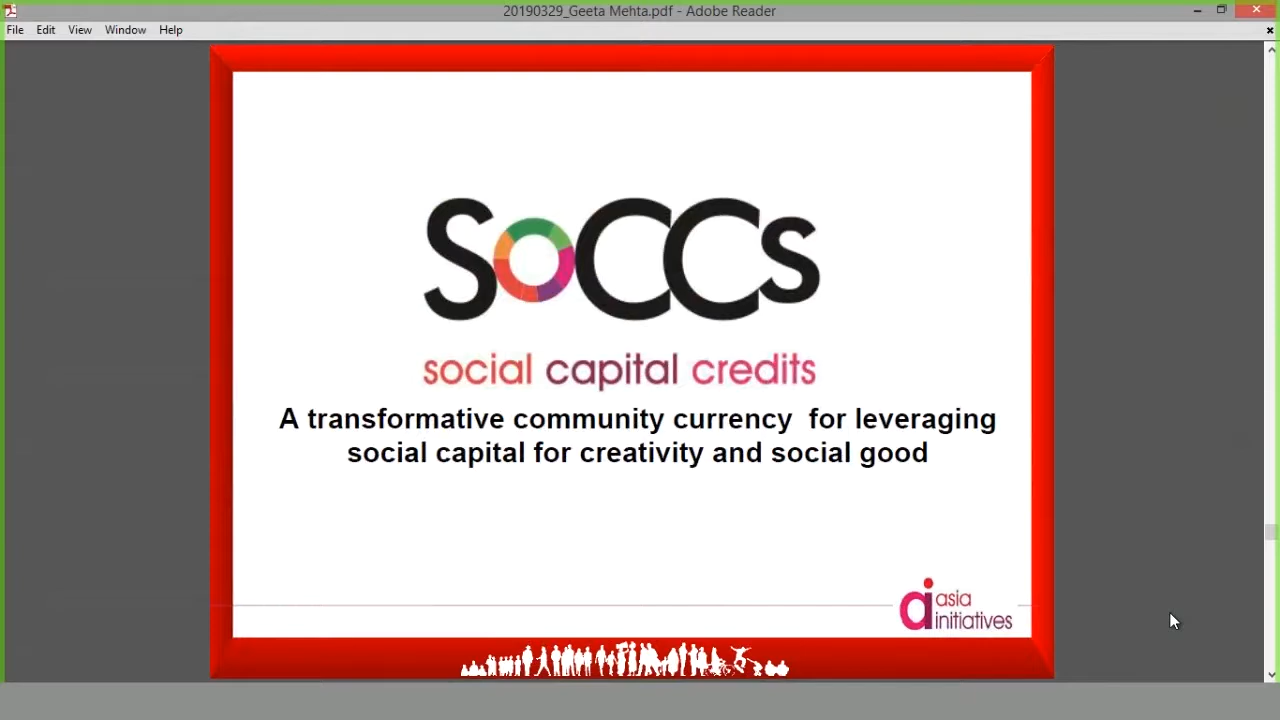 20190329_Geeta Mehta.pdf - Adobe Reader
File Edit View Window Help
SoCCs
social capital credits
A transformative community currency for leveraging
social capital for creativity and social good
ai asia
initiatives